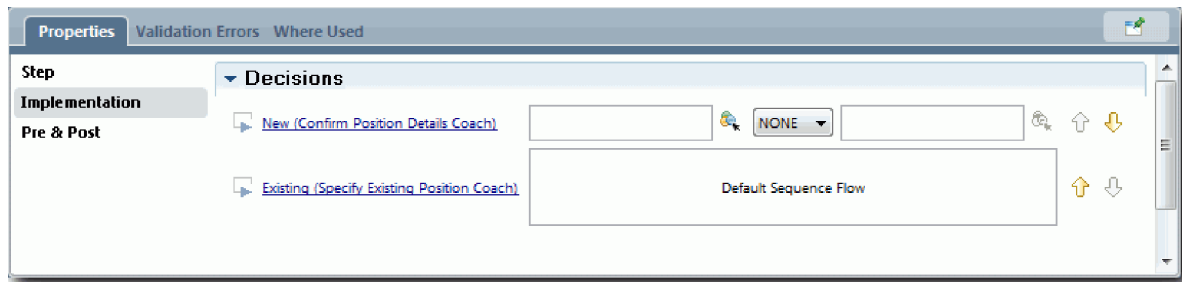 Properties Validation Errors Where Used
Step
Decisions
Implementation
New (Confirm Position Details Coach) NONE
Pre & Post
Existing (Specify Existing Position Coach) Default Sequence Flow